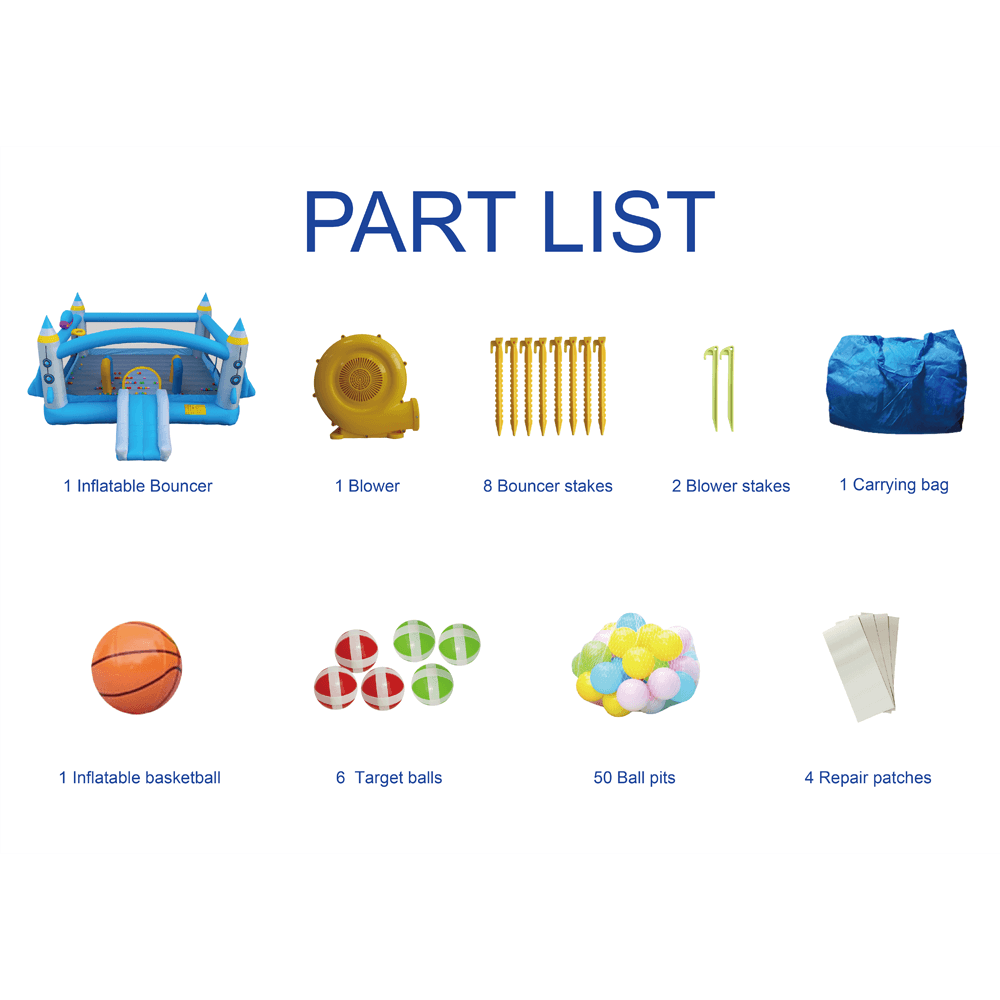 PART LIST
1 Inflatable Bouncer
1 Blower
8 Bouncer stakes
2 Blower stakes
1 Carrying bag
1 Inflatable basketball
6 Target balls
50 Ball pits
4 Repair patches